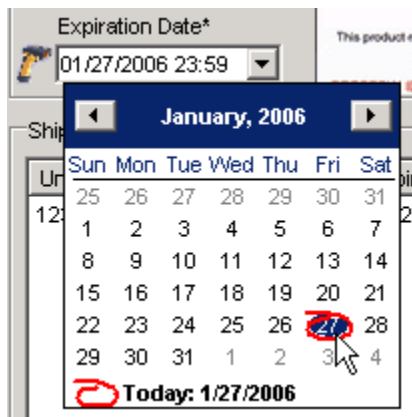 Expiration Date*
This product
01/27/2006 23:59
January, 2006
Sun Mon Tue Wed Thu Fri Sat
25 26 27 28 29 30 31
1 2 3 4 5 6 7
8 9 10 11 12 13 14
15 16 17 18 19 20 21
22 23 24 25 26 27 28
29 30 31 1 2 3 4
Today: 1/27/2006